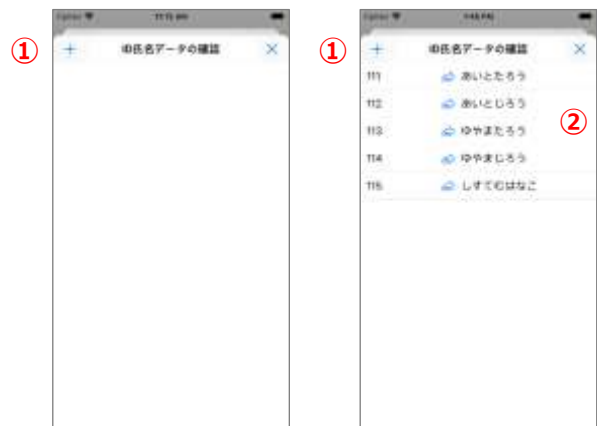 11:15 AM
① + ID氏名データの確認 ×
① + ID氏名データの確認 ×
111 あいとたろう
112 あいとじろう
②
113 ゆやまたろう
114 ゆやまじろう
115 しすてむはなこ